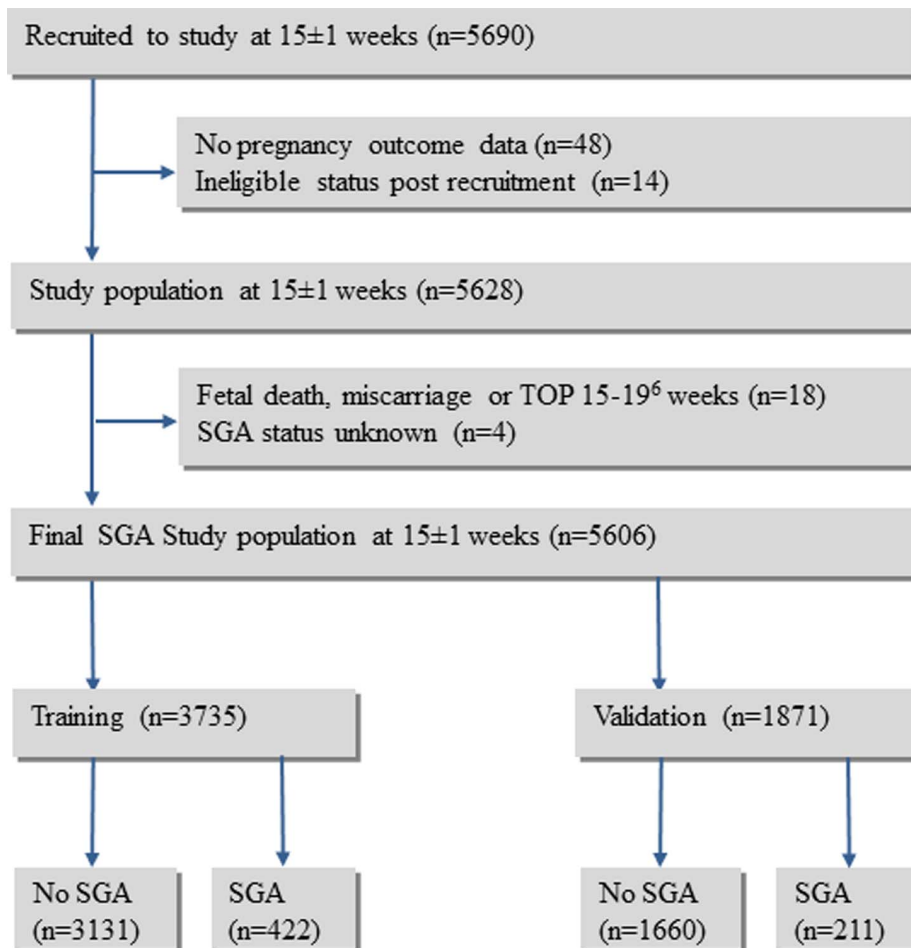 Recruited to study at 15±1 weeks (n=5690)
No pregnancy outcome data (n=48)
Ineligible status post recruitment (n=14)
Study population at 15±1 weeks (n=5628)
Fetal death, miscarriage or TOP 15-19⁶ weeks (n=18)
SGA status unknown (n=4)
Final SGA Study population at 15±1 weeks (n=5606)
Training (n=3735)
Validation (n=1871)
No SGA
(n=3131)
SGA
(n=422)
No SGA
(n=1660)
SGA
(n=211)